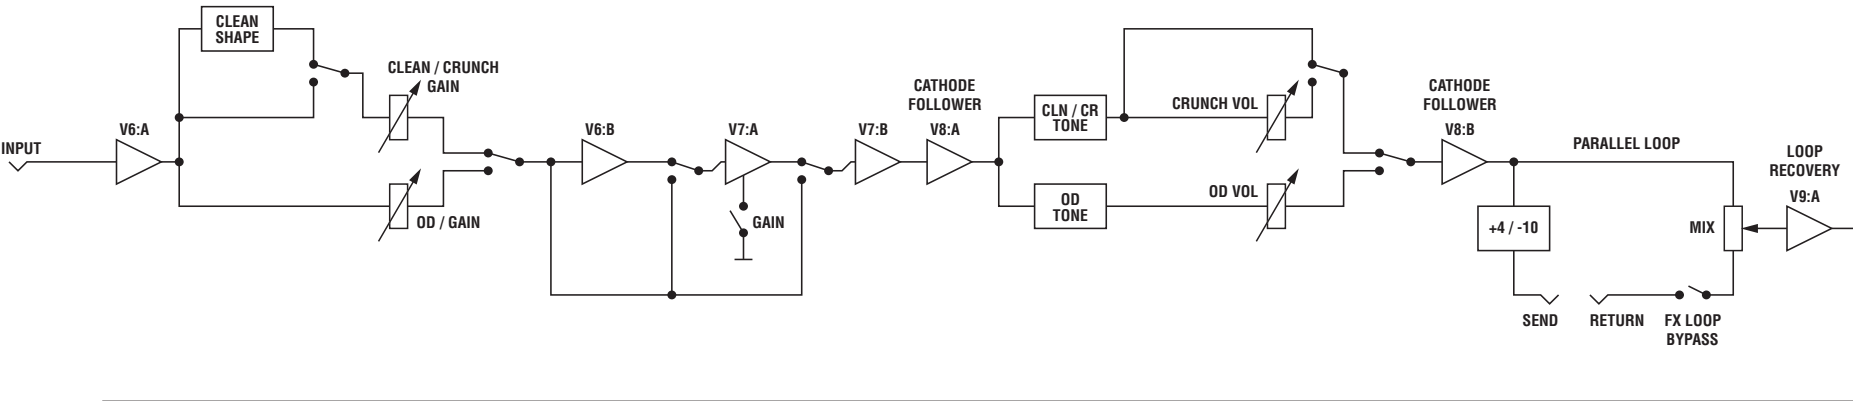 INPUT
V6:A
CLEAN
SHAPE
CLEAN / CRUNCH
GAIN
OD / GAIN
V6:B
V7:A
GAIN
V7:B
CATHODE
FOLLOWER
V8:A
CLN / CR
TONE
OD
TONE
CRUNCH VOL
OD VOL
CATHODE
FOLLOWER
V8:B
PARALLEL LOOP
+4 / -10
SEND
RETURN
FX LOOP
BYPASS
MIX
LOOP
RECOVERY
V9:A